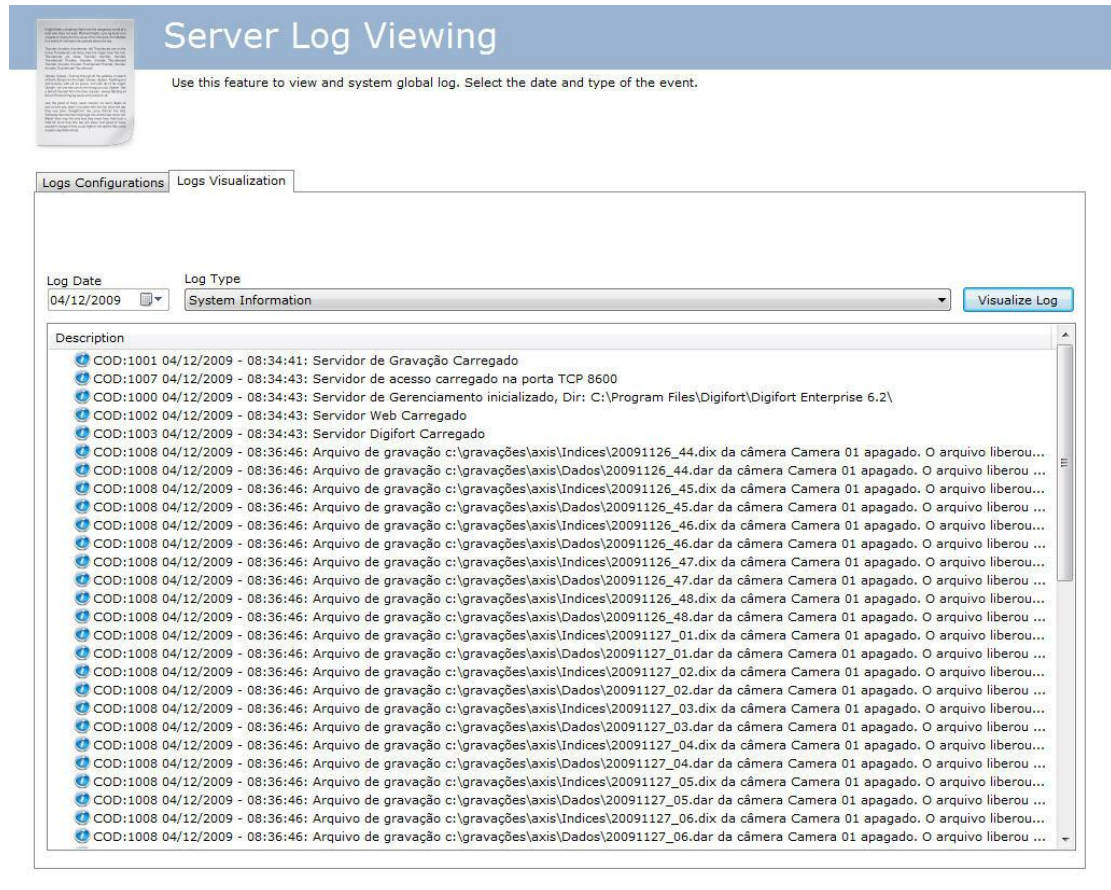 Server Log Viewing
Use this feature to view and system global log. Select the date and type of the event.
Logs Configurations Logs Visualization
Log Date Log Type
04/12/2009 System Information Visualize Log
Description
COD:1001 04/12/2009 - 08:34:41: Servidor de Gravação Carregado
COD:1007 04/12/2009 - 08:34:43: Servidor de acesso carregado na porta TCP 8600
COD:1000 04/12/2009 - 08:34:43: Servidor de Gerenciamento inicializado, Dir: C:\Program Files\Digifort\Digifort Enterprise 6.2\
COD:1002 04/12/2009 - 08:34:43: Servidor Web Carregado
COD:1003 04/12/2009 - 08:34:43: Servidor Digifort Carregado
COD:1008 04/12/2009 - 08:36:46: Arquivo de gravação c:\gravações\axis\Indices\20091126_44.dix da câmera Camera 01 apagado. O arquivo liberou...
COD:1008 04/12/2009 - 08:36:46: Arquivo de gravação c:\gravações\axis\Dados\20091126_44.dar da câmera Camera 01 apagado. O arquivo liberou ...
COD:1008 04/12/2009 - 08:36:46: Arquivo de gravação c:\gravações\axis\Indices\20091126_45.dix da câmera Camera 01 apagado. O arquivo liberou...
COD:1008 04/12/2009 - 08:36:46: Arquivo de gravação c:\gravações\axis\Dados\20091126_45.dar da câmera Camera 01 apagado. O arquivo liberou ...
COD:1008 04/12/2009 - 08:36:46: Arquivo de gravação c:\gravações\axis\Indices\20091126_46.dix da câmera Camera 01 apagado. O arquivo liberou...
COD:1008 04/12/2009 - 08:36:46: Arquivo de gravação c:\gravações\axis\Dados\20091126_46.dar da câmera Camera 01 apagado. O arquivo liberou ...
COD:1008 04/12/2009 - 08:36:46: Arquivo de gravação c:\gravações\axis\Indices\20091126_47.dix da câmera Camera 01 apagado. O arquivo liberou...
COD:1008 04/12/2009 - 08:36:46: Arquivo de gravação c:\gravações\axis\Dados\20091126_47.dar da câmera Camera 01 apagado. O arquivo liberou ...
COD:1008 04/12/2009 - 08:36:46: Arquivo de gravação c:\gravações\axis\Indices\20091126_48.dix da câmera Camera 01 apagado. O arquivo liberou...
COD:1008 04/12/2009 - 08:36:46: Arquivo de gravação c:\gravações\axis\Dados\20091126_48.dar da câmera Camera 01 apagado. O arquivo liberou ...
COD:1008 04/12/2009 - 08:36:46: Arquivo de gravação c:\gravações\axis\Indices\20091127_01.dix da câmera Camera 01 apagado. O arquivo liberou...
COD:1008 04/12/2009 - 08:36:46: Arquivo de gravação c:\gravações\axis\Dados\20091127_01.dar da câmera Camera 01 apagado. O arquivo liberou ...
COD:1008 04/12/2009 - 08:36:46: Arquivo de gravação c:\gravações\axis\Indices\20091127_02.dix da câmera Camera 01 apagado. O arquivo liberou...
COD:1008 04/12/2009 - 08:36:46: Arquivo de gravação c:\gravações\axis\Dados\20091127_02.dar da câmera Camera 01 apagado. O arquivo liberou ...
COD:1008 04/12/2009 - 08:36:46: Arquivo de gravação c:\gravações\axis\Indices\20091127_03.dix da câmera Camera 01 apagado. O arquivo liberou...
COD:1008 04/12/2009 - 08:36:46: Arquivo de gravação c:\gravações\axis\Dados\20091127_03.dar da câmera Camera 01 apagado. O arquivo liberou ...
COD:1008 04/12/2009 - 08:36:46: Arquivo de gravação c:\gravações\axis\Indices\20091127_04.dix da câmera Camera 01 apagado. O arquivo liberou...
COD:1008 04/12/2009 - 08:36:46: Arquivo de gravação c:\gravações\axis\Dados\20091127_04.dar da câmera Camera 01 apagado. O arquivo liberou ...
COD:1008 04/12/2009 - 08:36:46: Arquivo de gravação c:\gravações\axis\Indices\20091127_05.dix da câmera Camera 01 apagado. O arquivo liberou...
COD:1008 04/12/2009 - 08:36:46: Arquivo de gravação c:\gravações\axis\Dados\20091127_05.dar da câmera Camera 01 apagado. O arquivo liberou ...
COD:1008 04/12/2009 - 08:36:46: Arquivo de gravação c:\gravações\axis\Indices\20091127_06.dix da câmera Camera 01 apagado. O arquivo liberou...
COD:1008 04/12/2009 - 08:36:46: Arquivo de gravação c:\gravações\axis\Dados\20091127_06.dar da câmera Camera 01 apagado. O arquivo liberou ...